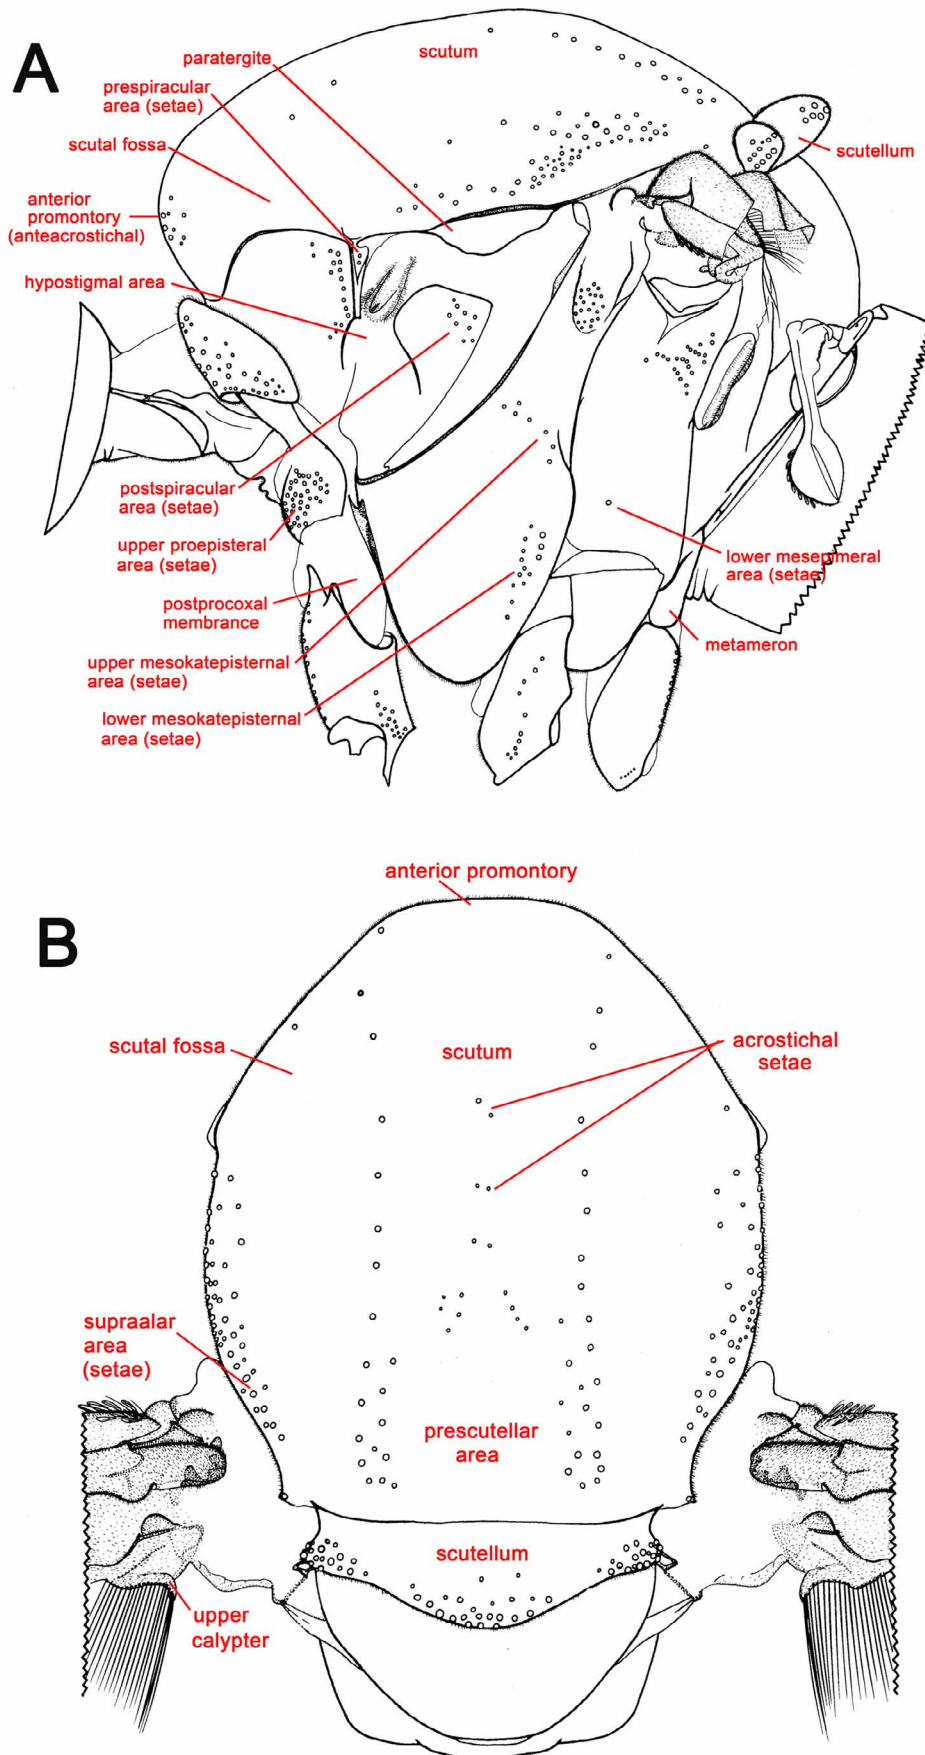 A
paratergite
scutum
prespiracular
area (setae)
scutal fossa
scutellum
anterior
promontory
(anteacrostichal)
hypostigmal area
postspiracular
area (setae)
upper proepisteral
area (setae)
lower mesepimeral
area (setae)
postprocoxal
membrance
metameron
upper mesokatepisternal
area (setae)
lower mesokatepisternal
area (setae)
B
anterior promontory
scutal fossa
scutum
acrostichal
setae
supraalar
area
(setae)
prescutellar
area
scutellum
upper
calypter